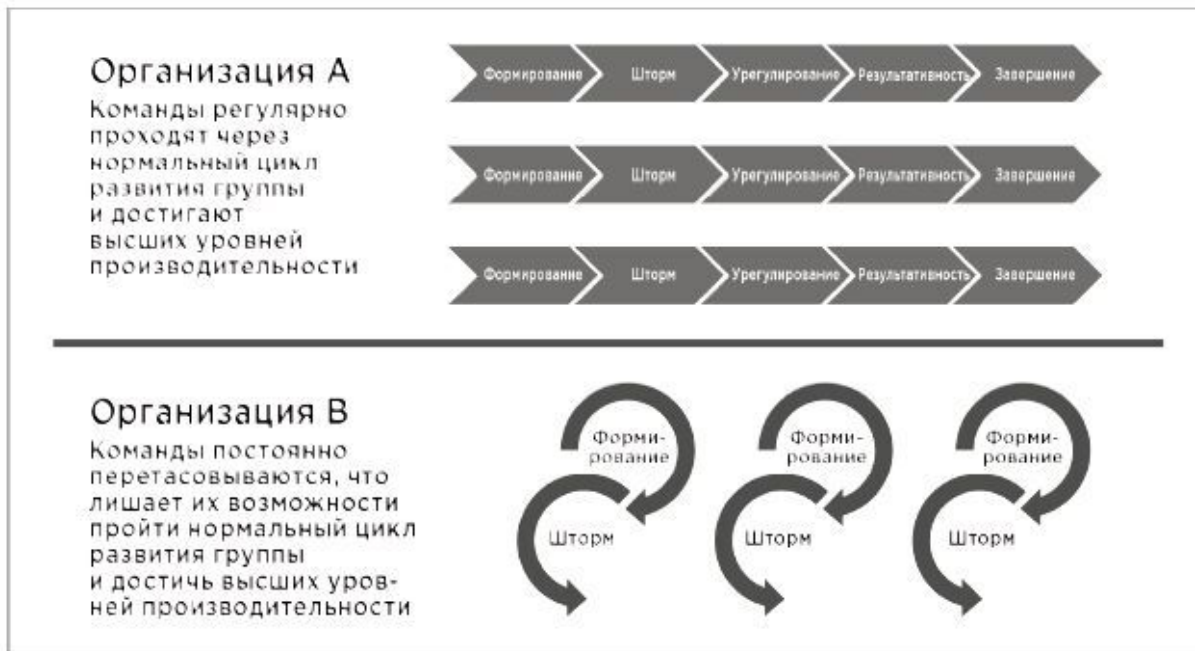 Организация А
Команды регулярно
проходят через
нормальный цикл
развития группы
и достигают
высших уровней
производительности
Формирование Шторм Урегулирование Результативность Завершение
Формирование Шторм Урегулирование Результативность Завершение
Формирование Шторм Урегулирование Результативность Завершение
Организация В
Команды постоянно
перетасовываются, что
лишает их возможности
пройти нормальный цикл
развития группы
и достичь высших уров-
ней производительности
Форми-
рование
Шторм
Форми-
рование
Шторм
Форми-
рование
Шторм